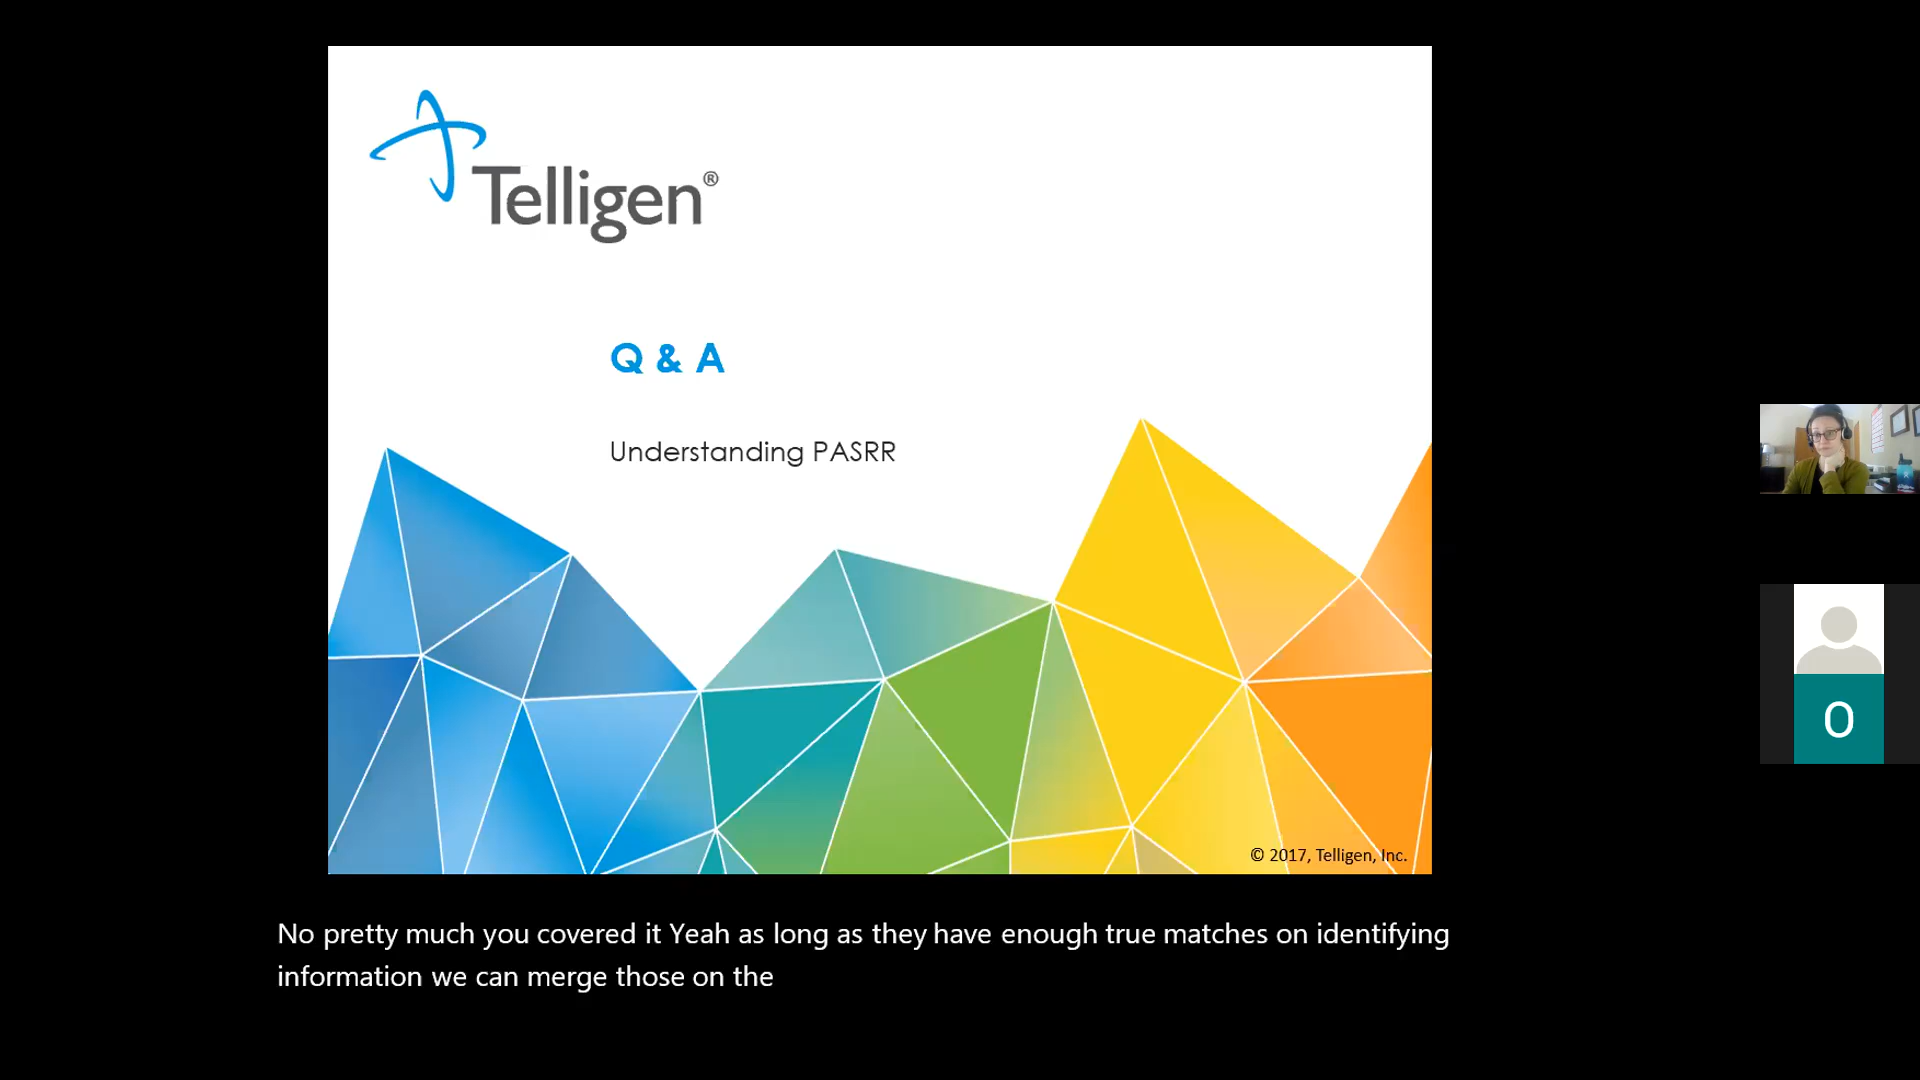 Telligen®
Q & A
Understanding PASRR
© 2017, Telligen, Inc.
O
No pretty much you covered it Yeah as long as they have enough true matches on identifying
information we can merge those on the